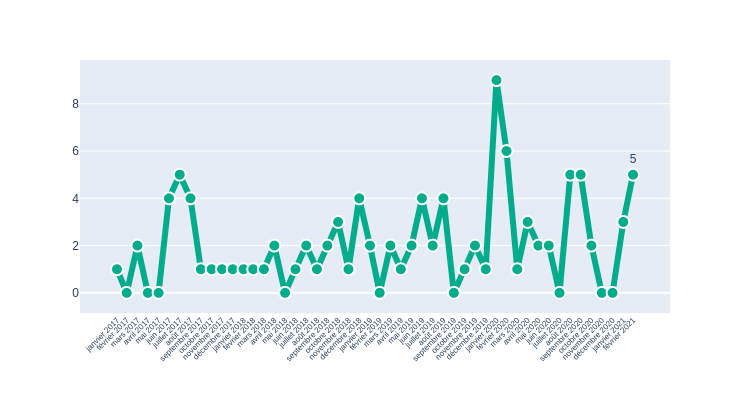 8
6
4
2
0
5
janvier 2017
février 2017
mars 2017
avril 2017
mai 2017
juin 2017
juillet 2017
août 2017
septembre 2017
octobre 2017
novembre 2017
décembre 2017
janvier 2018
février 2018
mars 2018
avril 2018
mai 2018
juin 2018
juillet 2018
août 2018
septembre 2018
octobre 2018
novembre 2018
décembre 2018
janvier 2019
février 2019
mars 2019
avril 2019
mai 2019
juin 2019
juillet 2019
août 2019
septembre 2019
octobre 2019
novembre 2019
décembre 2019
janvier 2020
février 2020
mars 2020
avril 2020
mai 2020
juin 2020
juillet 2020
août 2020
septembre 2020
octobre 2020
novembre 2020
décembre 2020
janvier 2021
février 2021